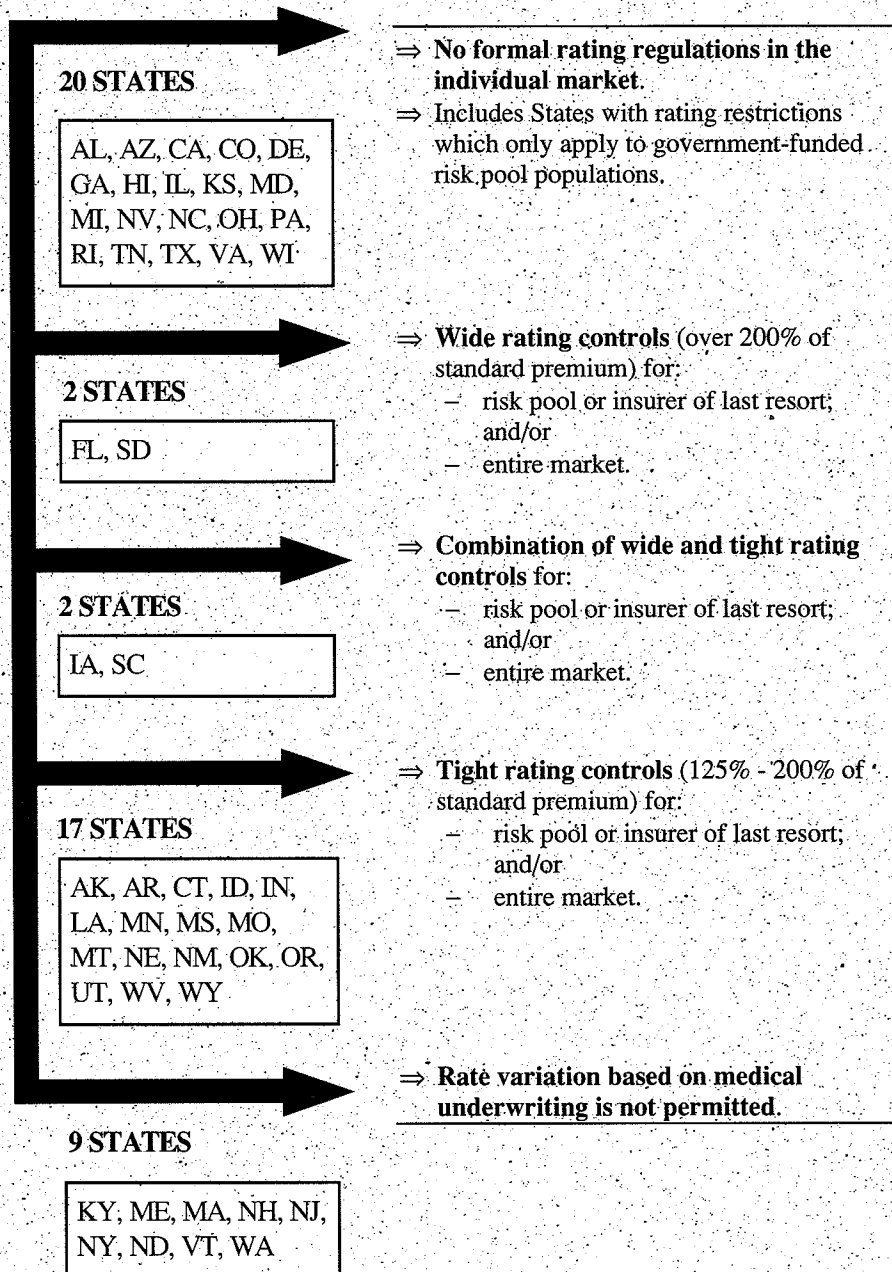 20 STATES
AL, AZ, CA, CO, DE,
GA, HI, IL, KS, MD,
MI, NV, NC, OH, PA,
RI, TN, TX, VA, WI
⇒ No formal rating regulations in the
individual market.
⇒ Includes States with rating restrictions
which only apply to government-funded
risk pool populations.
2 STATES
FL, SD
⇒ Wide rating controls (over 200% of
standard premium) for:
– risk pool or insurer of last resort;
and/or
– entire market.
2 STATES
IA, SC
⇒ Combination of wide and tight rating
controls for:
– risk pool or insurer of last resort;
and/or
– entire market.
17 STATES
AK, AR, CT, ID, IN,
LA, MN, MS, MO,
MT, NE, NM, OK, OR,
UT, WV, WY
⇒ Tight rating controls (125% - 200% of
standard premium) for:
– risk pool or insurer of last resort;
and/or
– entire market.
9 STATES
KY, ME, MA, NH, NJ,
NY, ND, VT, WA
⇒ Rate variation based on medical
underwriting is not permitted.